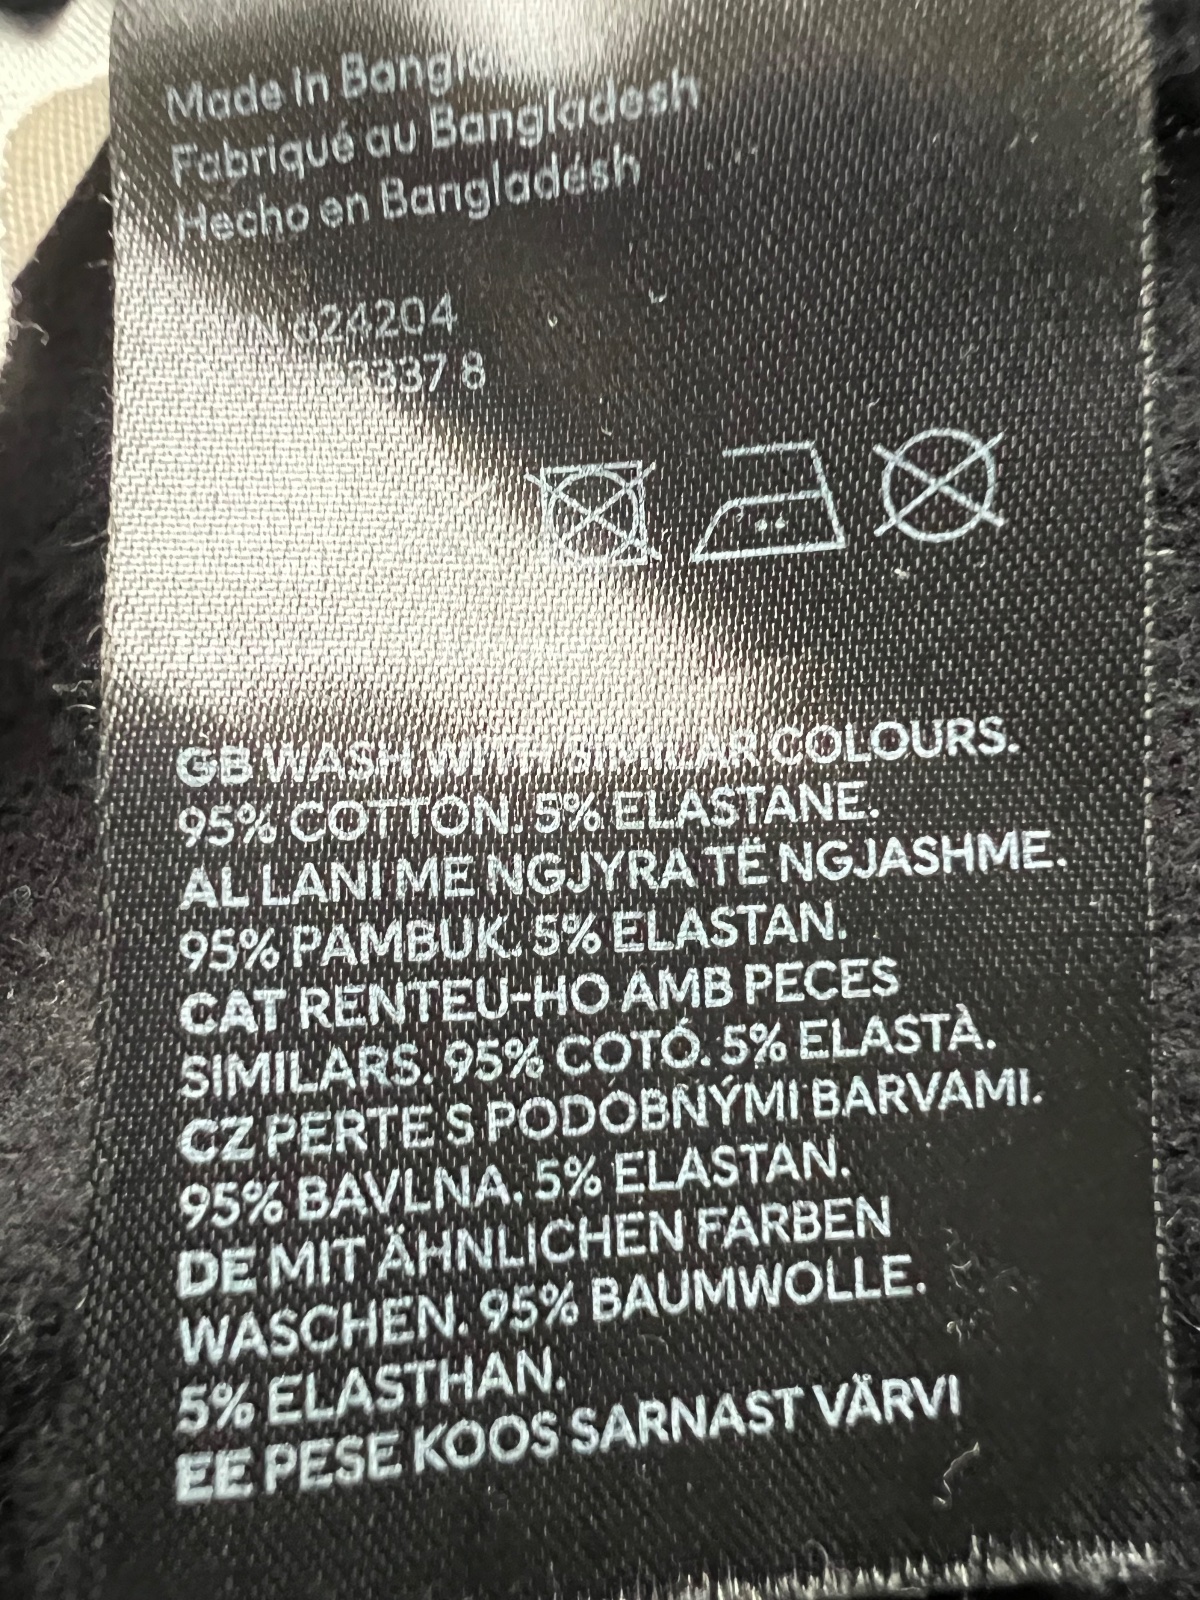 Made in
Fabriqué au Bangladesh
Hecho en Bangladésh
624204
33378
GB WASH WITH SIMILAR COLOURS.
95% COTTON. 5% ELASTANE.
AL LANI ME NGJYRA TË NGJASHME.
95% PAMBUK. 5% ELASTAN.
CAT RENTEU-HO AMB PECES
SIMILARS. 95% COTÓ. 5% ELASTÀ.
CZ PERTE S PODOBNÝMI BARVAMI.
95% BAVLNA. 5% ELASTAN.
DE MIT ÄHNLICHEN FARBEN
WASCHEN. 95% BAUMWOLLE.
5% ELASTHAN.
EE PESE KOOS SARNAST VÄRVI